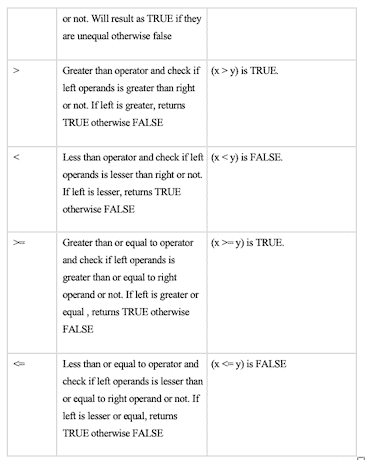 or not. Will result as TRUE if they
are unequal otherwise false
> Greater than operator and check if (x > y) is TRUE.
left operands is greater than right
or not. If left is greater, returns
TRUE otherwise FALSE
< Less than operator and check if left (x < y) is FALSE.
operands is lesser than right or not.
If left is lesser, returns TRUE
otherwise FALSE
>= Greater than or equal to operator (x >= y) is TRUE.
and check if left operands is
greater than or equal to right
operand or not. If left is greater or
equal , returns TRUE otherwise
FALSE
<= Less than or equal to operator and (x <= y) is FALSE
check if left operands is lesser than
or equal to right operand or not. If
left is lesser or equal, returns
TRUE otherwise FALSE